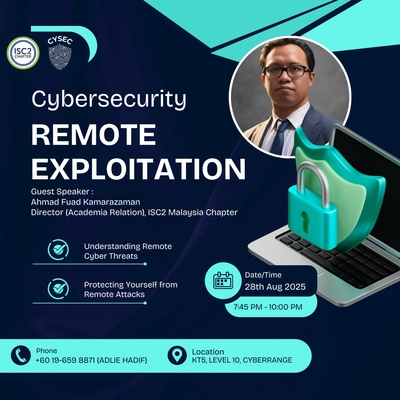 ISC2
CHAPTER
CYSEC
Cybersecurity
REMOTE
EXPLOITATION
Guest Speaker :
Ahmad Fuad Kamarazaman
Director (Academia Relation), ISC2 Malaysia Chapter
Understanding Remote
Cyber Threats
Protecting Yourself from
Remote Attacks
Date/Time
28th Aug 2025
7:45 PM - 10:00 PM
Phone
+60 19-659 8871 (ADLIE HADIF)
Location
KT5, LEVEL 10, CYBERRANGE